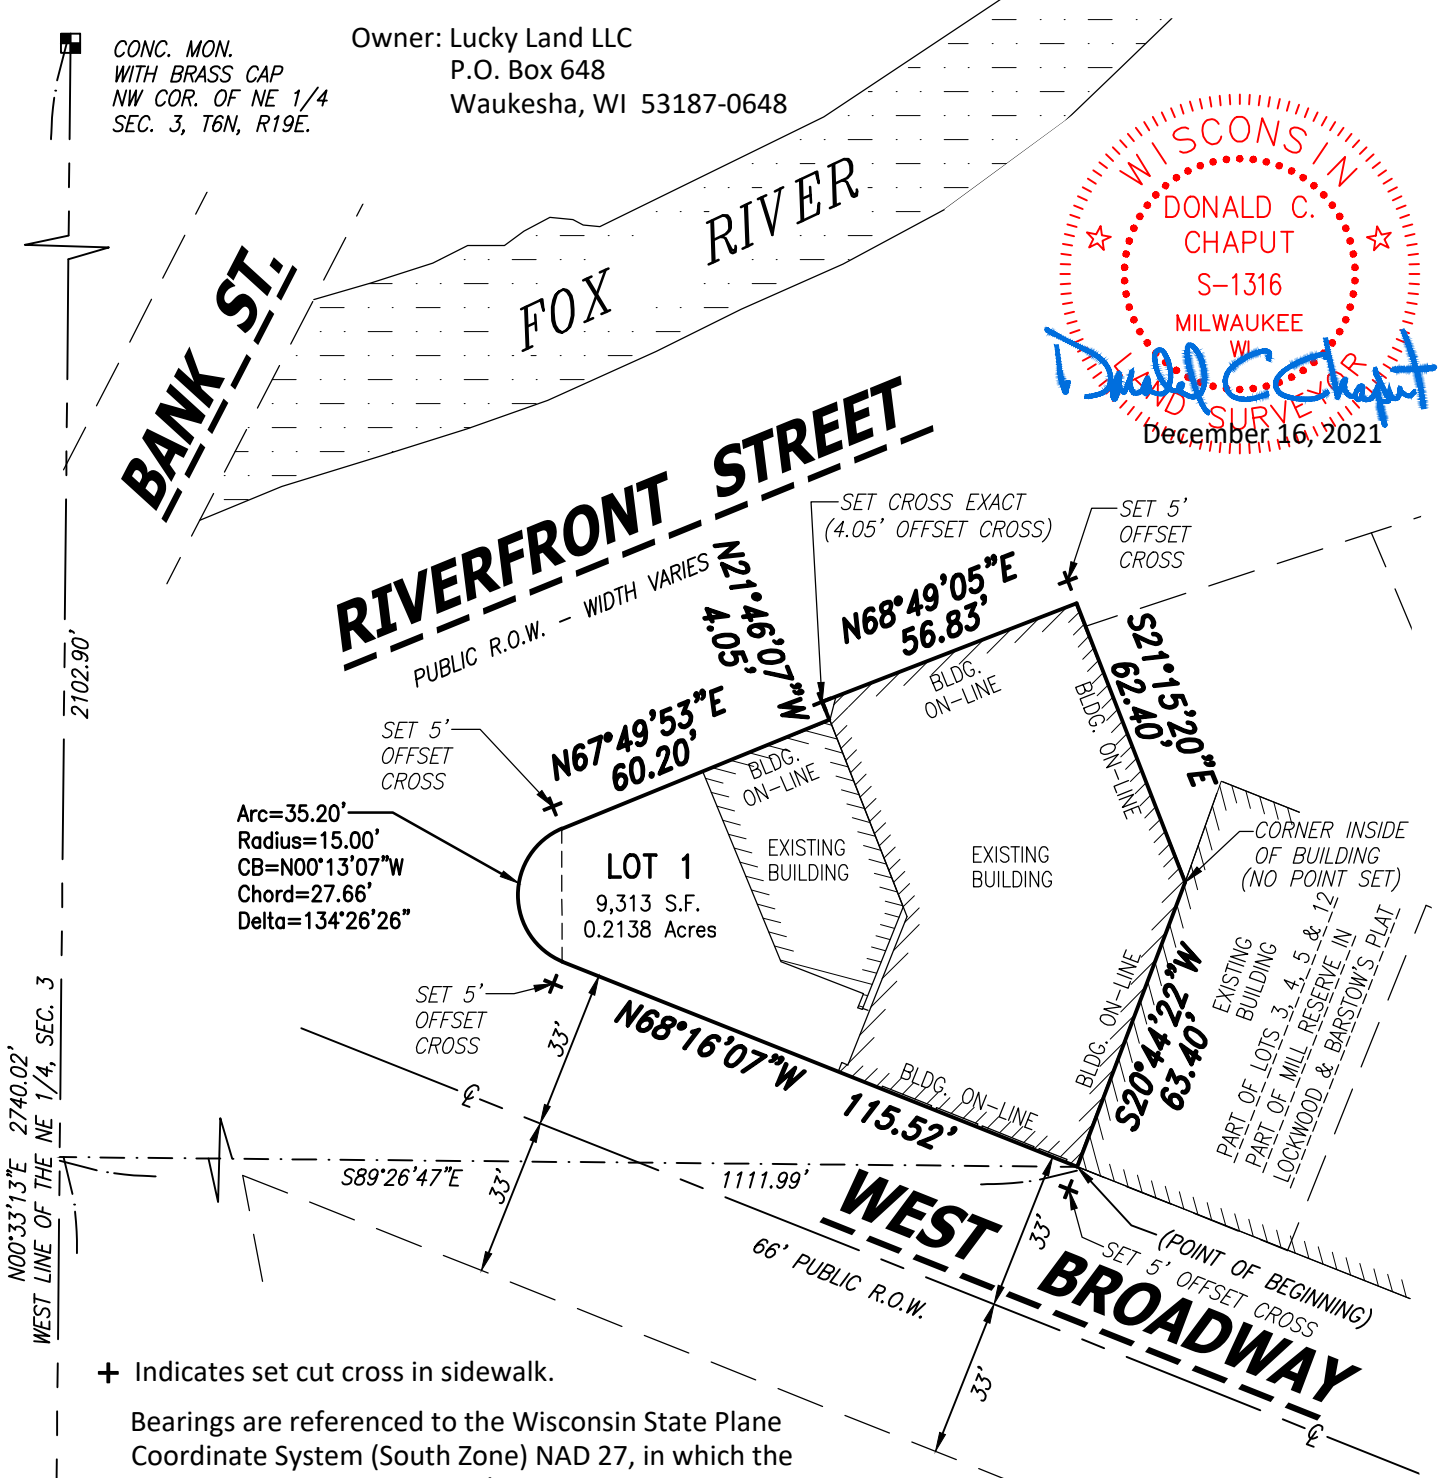 CONC. MON.
WITH BRASS CAP
NW COR. OF NE 1/4
SEC. 3, T6N, R19E.
Owner: Lucky Land LLC
P.O. Box 648
Waukesha, WI 53187-0648
WISCONSIN
DONALD C.
CHAPUT
S-1316
MILWAUKEE
WI
LAND SURVEYOR
Donald C Chaput
December 16, 2021
FOX RIVER
BANK ST.
RIVERFRONT STREET
PUBLIC R.O.W. - WIDTH VARIES
SET CROSS EXACT
(4.05' OFFSET CROSS)
SET 5'
OFFSET
CROSS
N21°46'07"W
4.05'
N68°49'05"E
56.83'
S21°15'20"E
62.40'
2102.90'
SET 5'
OFFSET
CROSS
N67°49'53"E
60.20'
BLDG.
ON-LINE
BLDG.
ON-LINE
BLDG. ON-LINE
Arc=35.20'
Radius=15.00'
CB=N00°13'07"W
Chord=27.66'
Delta=134°26'26"
LOT 1
9,313 S.F.
0.2138 Acres
EXISTING
BUILDING
EXISTING
BUILDING
CORNER INSIDE
OF BUILDING
(NO POINT SET)
SET 5'
OFFSET
CROSS
33'
N68°16'07"W 115.52'
BLDG. ON-LINE
BLDG. ON-LINE
S20°44'22"W
63.40'
EXISTING
BUILDING
PART OF LOTS 3, 4, 5 & 12
PART OF MILL RESERVE IN
LOCKWOOD & BARSTOW'S PLAT
N00°33'13"E 2740.02'
WEST LINE OF THE NE 1/4, SEC. 3
℄
S89°26'47"E
33'
1111.99'
WEST BROADWAY
66' PUBLIC R.O.W.
33'
(POINT OF BEGINNING)
SET 5' OFFSET CROSS
33'
℄
+ Indicates set cut cross in sidewalk.
Bearings are referenced to the Wisconsin State Plane
Coordinate System (South Zone) NAD 27, in which the